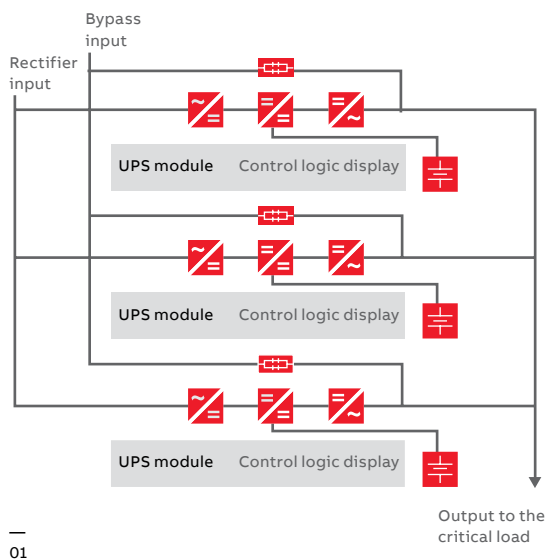 Bypass
input
Rectifier
input
UPS module Control logic display
UPS module Control logic display
UPS module Control logic display
Output to the
critical load
—
01